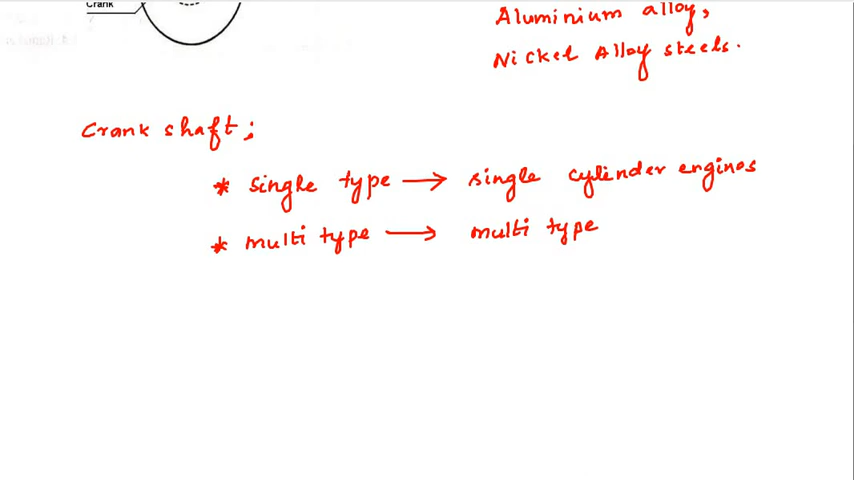 Crank
Aluminium alloy,
Nickel Alloy steels.
Crank shaft;
* single type → single cylinder engines
* multi type → multi type